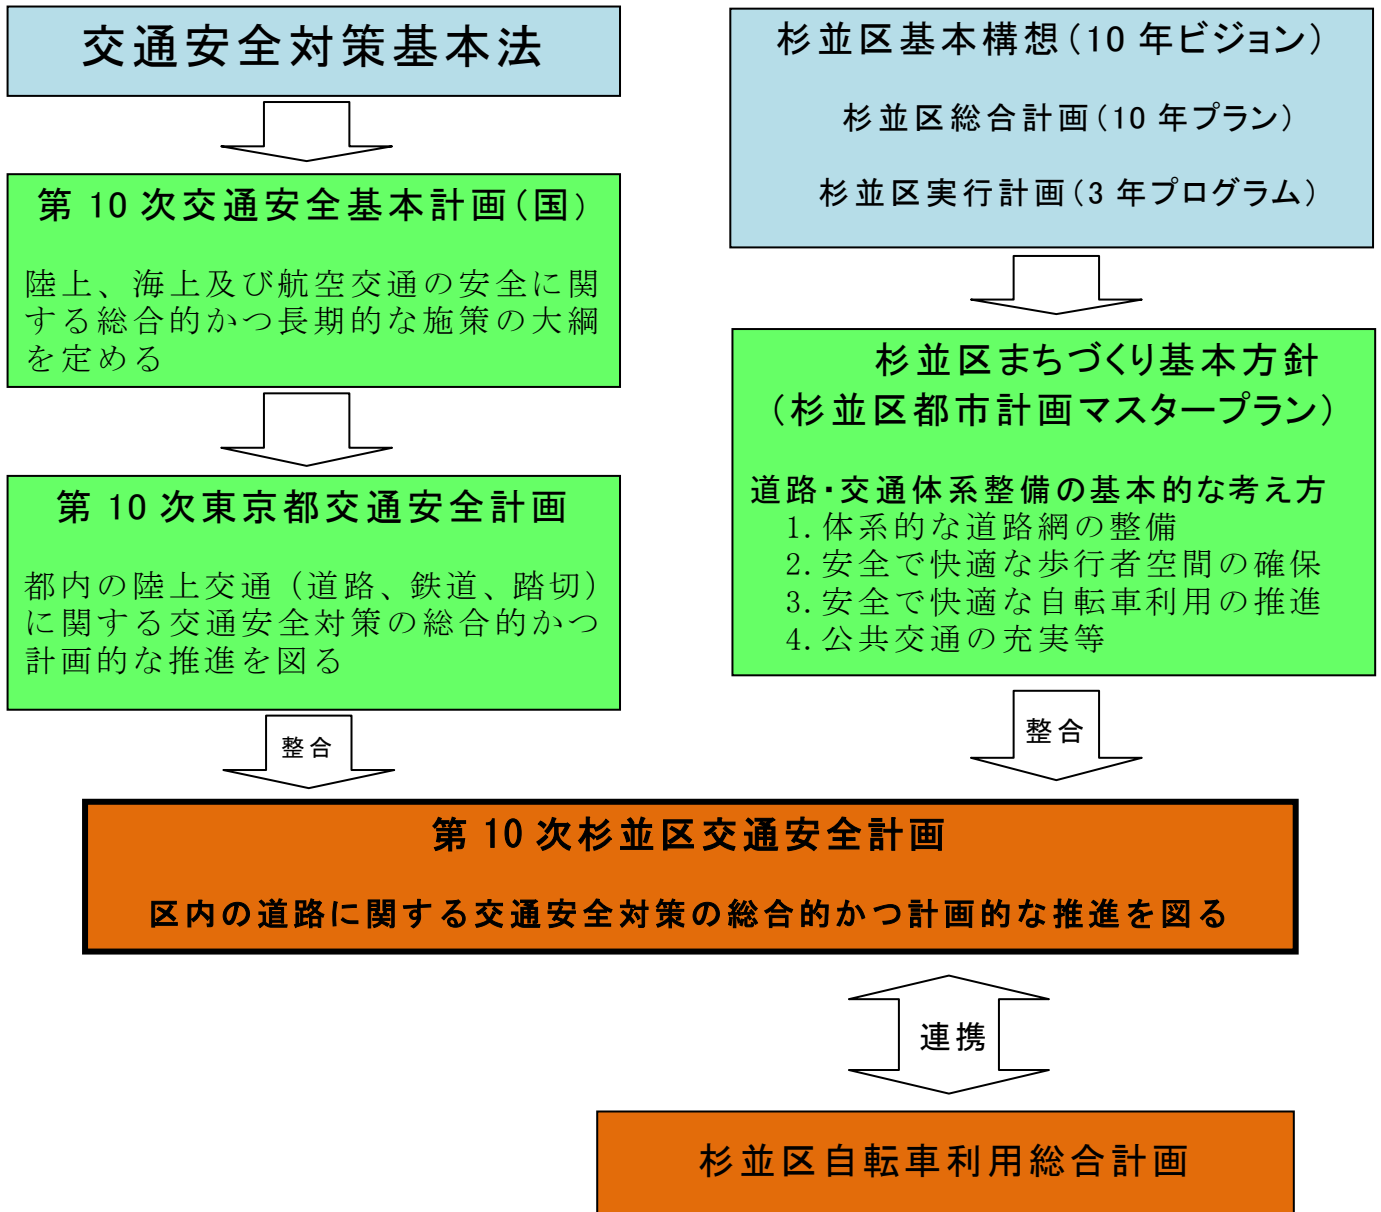 交通安全対策基本法
第 10 次交通安全基本計画(国)
陸上、海上及び航空交通の安全に関
する総合的かつ長期的な施策の大綱
を定める
第 10 次東京都交通安全計画
都内の陸上交通（道路、鉄道、踏切）
に関する交通安全対策の総合的かつ
計画的な推進を図る
整合
杉並区基本構想(10 年ビジョン)
杉並区総合計画(10 年プラン)
杉並区実行計画(3 年プログラム)
杉並区まちづくり基本方針
(杉並区都市計画マスタープラン)
道路・交通体系整備の基本的な考え方
1.体系的な道路網の整備
2.安全で快適な歩行者空間の確保
3.安全で快適な自転車利用の推進
4.公共交通の充実等
整合
第 10 次杉並区交通安全計画
区内の道路に関する交通安全対策の総合的かつ計画的な推進を図る
連携
杉並区自転車利用総合計画